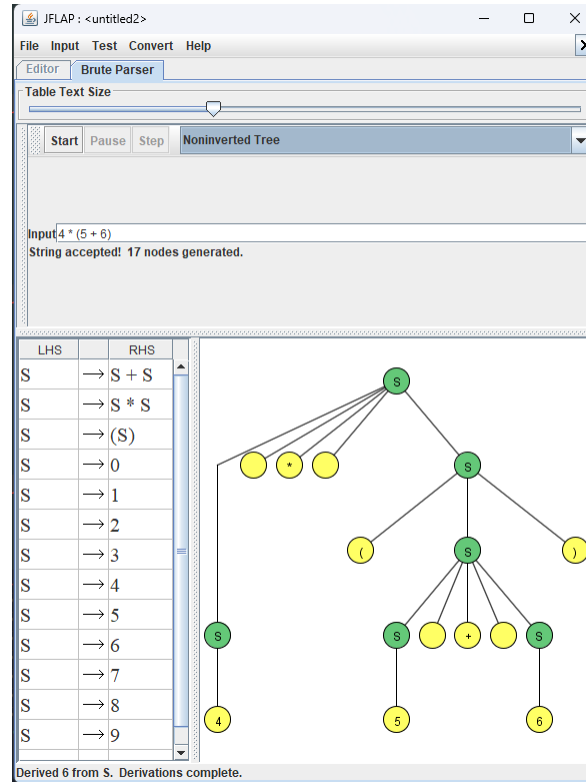 JFLAP : <untitled2>
File Input Test Convert Help
Editor Brute Parser
Table Text Size
Start Pause Step Noninverted Tree
Input 4 * (5 + 6)
String accepted! 17 nodes generated.
LHS RHS
S → S + S
S → S * S
S → (S)
S → 0
S → 1
S → 2
S → 3
S → 4
S → 5
S → 6
S → 7
S → 8
S → 9
S
* S
( S )
S S + S
4 5 6
Derived 6 from S. Derivations complete.